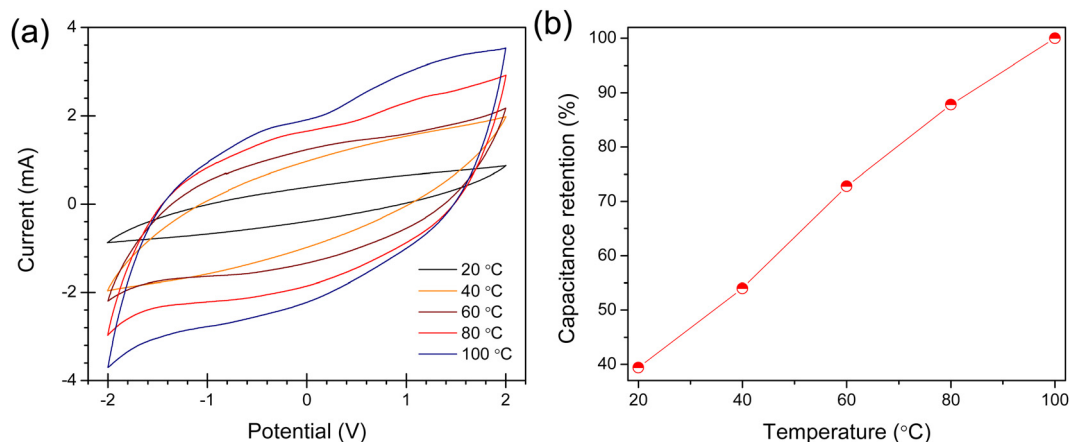 (a)
4
2
0
-2
-4
Current (mA)
-2 -1 0 1 2
Potential (V)
20 °C
40 °C
60 °C
80 °C
100 °C
(b)
100
90
80
70
60
50
40
Capacitance retention (%)
20 40 60 80 100
Temperature (°C)